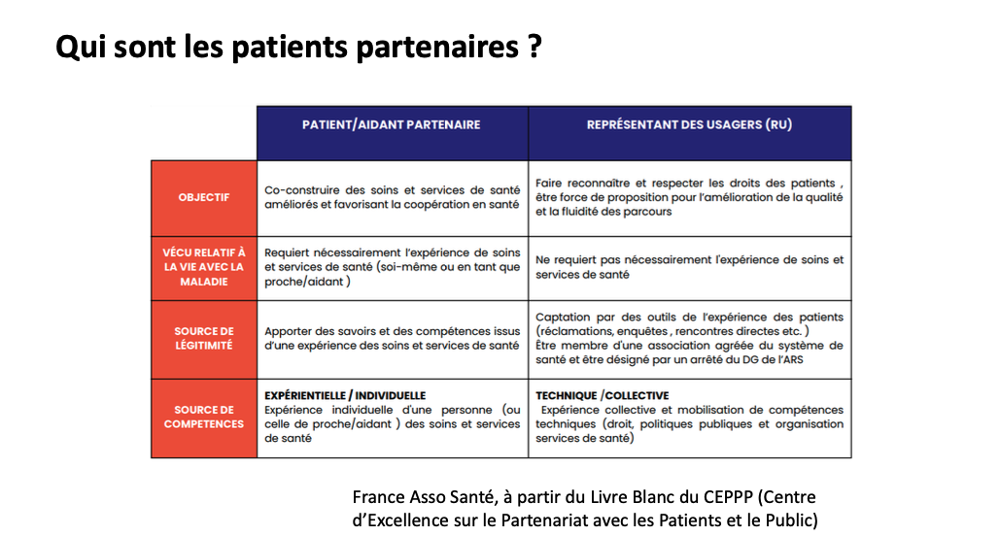 Qui sont les patients partenaires ?
PATIENT/AIDANT PARTENAIRE
REPRÉSENTANT DES USAGERS (RU)
OBJECTIF
Co-construire des soins et services de santé
améliorés et favorisant la coopération en santé
Faire reconnaître et respecter les droits des patients ,
être force de proposition pour l'amélioration de la qualité
et la fluidité des parcours
VÉCU RELATIF À
LA VIE AVEC LA
MALADIE
Requiert nécessairement l'expérience de soins
et services de santé (soi-même ou en tant que
proche/aidant )
Ne requiert pas nécessairement l'expérience de soins et
services de santé
SOURCE DE
LÉGITIMITÉ
Apporter des savoirs et des compétences issus
d'une expérience des soins et services de santé
Captation par des outils de l'expérience des patients
(réclamations, enquêtes , rencontres directes etc. )
Être membre d'une association agréée du système de
santé et être désigné par un arrêté du DG de l'ARS
SOURCE DE
COMPETENCES
EXPÉRIENTIELLE / INDIVIDUELLE
Expérience individuelle d'une personne (ou
celle de proche/aidant ) des soins et services
de santé
TECHNIQUE /COLLECTIVE
Expérience collective et mobilisation de compétences
techniques (droit, politiques publiques et organisation
services de santé)
France Asso Santé, à partir du Livre Blanc du CEPPP (Centre
d'Excellence sur le Partenariat avec les Patients et le Public)